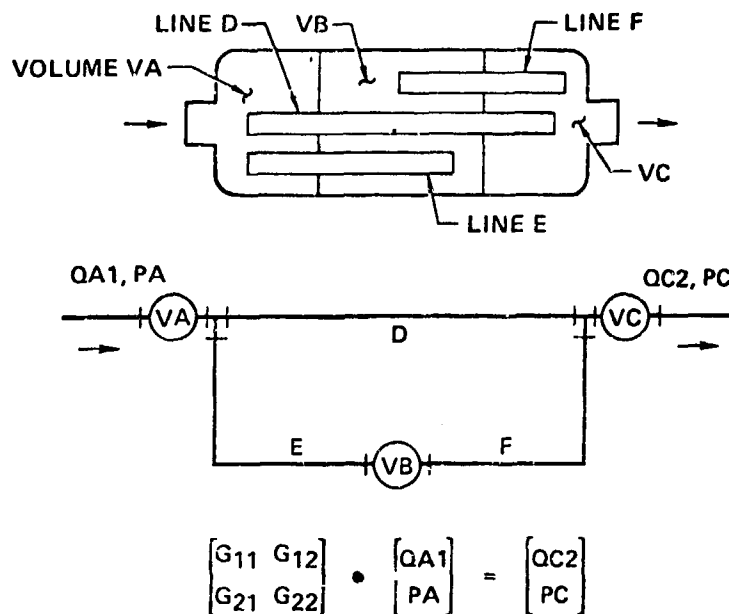 LINE D VB LINE F
VOLUME VA
VC
LINE E
QA1, PA QC2, PC
VA VC
D
E F
VB
[G11 G12] • [QA1] = [QC2]
[G21 G22] [PA] [PC]